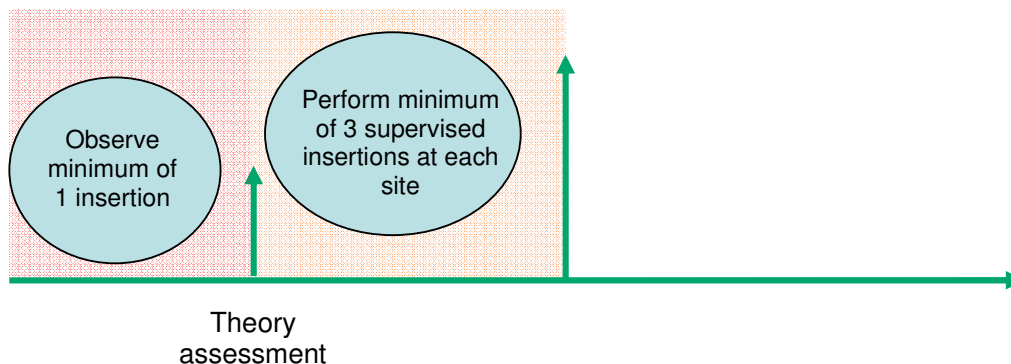 Observe
minimum of
1 insertion
Perform minimum
of 3 supervised
insertions at each
site
Theory
assessment